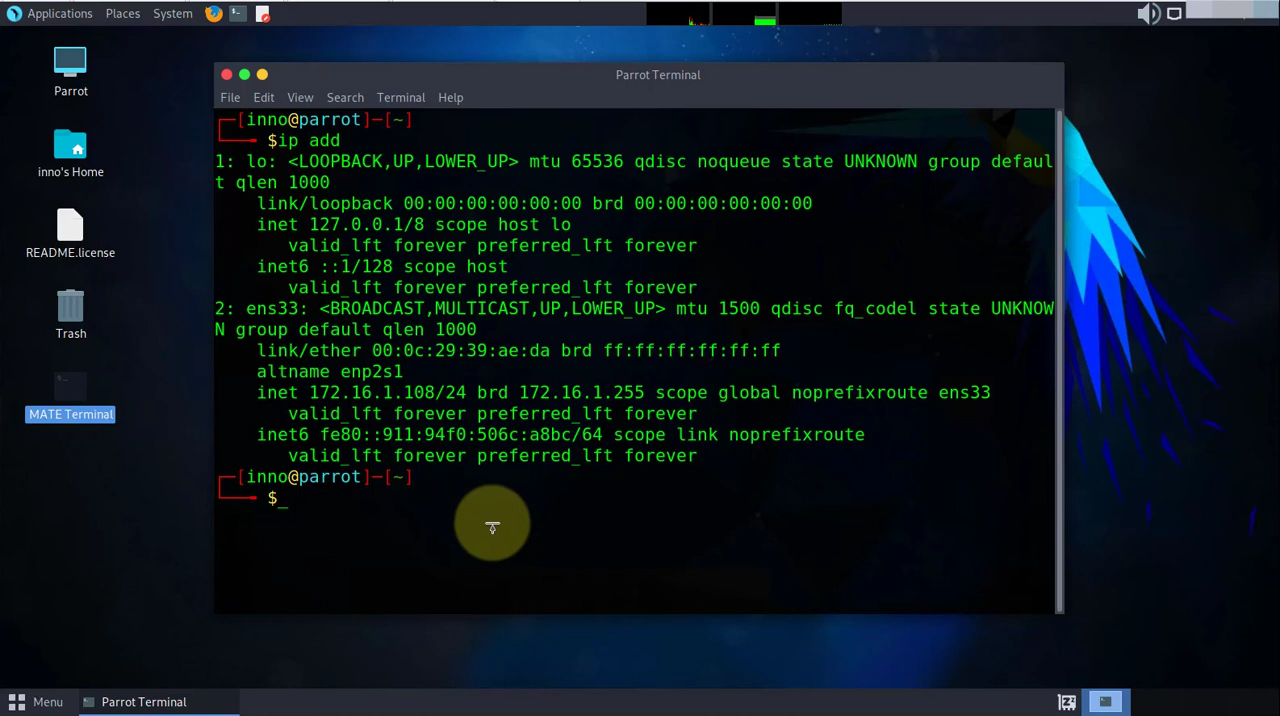 Applications Places System
Parrot
inno's Home
README.license
Trash
MATE Terminal
Parrot Terminal
File Edit View Search Terminal Help
┌─[inno@parrot]─[~]
└──╼ $ip add
1: lo: <LOOPBACK,UP,LOWER_UP> mtu 65536 qdisc noqueue state UNKNOWN group defaul
t qlen 1000
    link/loopback 00:00:00:00:00:00 brd 00:00:00:00:00:00
    inet 127.0.0.1/8 scope host lo
       valid_lft forever preferred_lft forever
    inet6 ::1/128 scope host
       valid_lft forever preferred_lft forever
2: ens33: <BROADCAST,MULTICAST,UP,LOWER_UP> mtu 1500 qdisc fq_codel state UNKNOW
N group default qlen 1000
    link/ether 00:0c:29:39:ae:da brd ff:ff:ff:ff:ff:ff
    altname enp2s1
    inet 172.16.1.108/24 brd 172.16.1.255 scope global noprefixroute ens33
       valid_lft forever preferred_lft forever
    inet6 fe80::911:94f0:506c:a8bc/64 scope link noprefixroute
       valid_lft forever preferred_lft forever
┌─[inno@parrot]─[~]
└──╼ $_
Menu Parrot Terminal